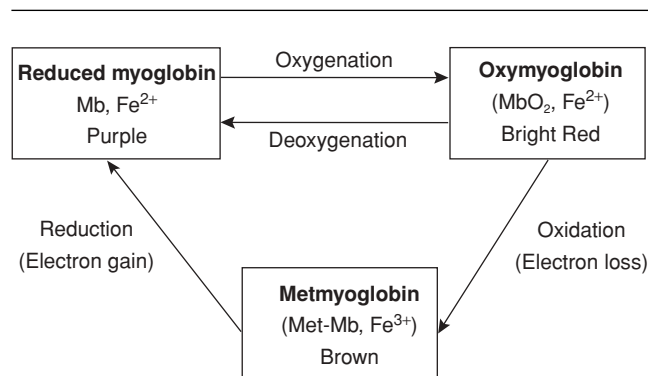 Reduced myoglobin
Mb, Fe²⁺
Purple
Oxygenation
Deoxygenation
Oxymyoglobin
(MbO₂, Fe²⁺)
Bright Red
Reduction
(Electron gain)
Oxidation
(Electron loss)
Metmyoglobin
(Met-Mb, Fe³⁺)
Brown